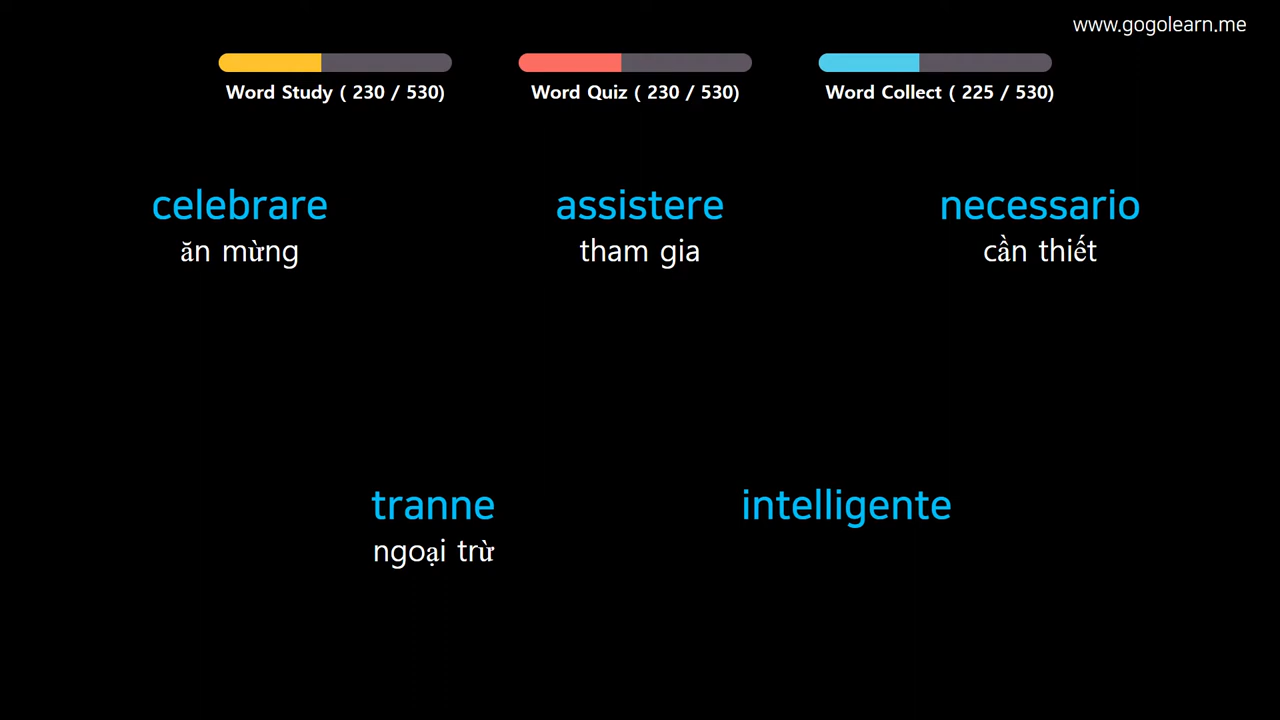 www.gogolearn.me
Word Study ( 230 / 530)
Word Quiz ( 230 / 530)
Word Collect ( 225 / 530)
celebrare
ăn mừng
assistere
tham gia
necessario
cần thiết
tranne
ngoại trừ
intelligente